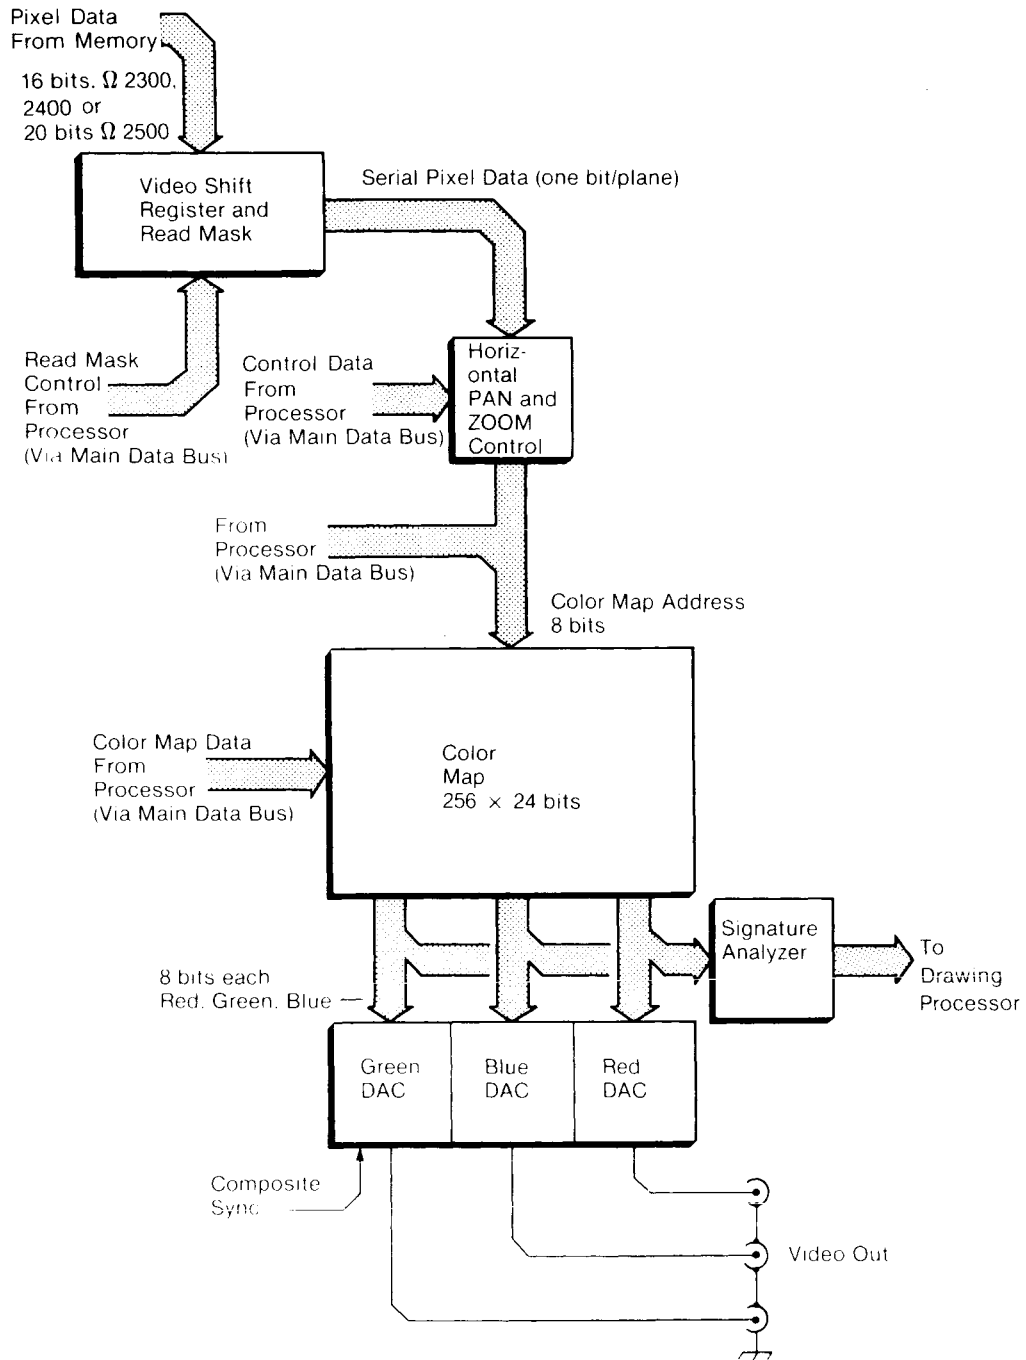 Pixel Data
From Memory
16 bits. Ω 2300,
2400 or
20 bits Ω 2500
Video Shift
Register and
Read Mask
Serial Pixel Data (one bit/plane)
Read Mask
Control
From
Processor
(Via Main Data Bus)
Control Data
From
Processor
(Via Main Data Bus)
Horiz-
ontal
PAN and
ZOOM
Control
From
Processor
(Via Main Data Bus)
Color Map Address
8 bits
Color Map Data
From
Processor
(Via Main Data Bus)
Color
Map
256 × 24 bits
Signature
Analyzer
To
Drawing
Processor
8 bits each
Red. Green. Blue
Green
DAC
Blue
DAC
Red
DAC
Composite
Sync
Video Out